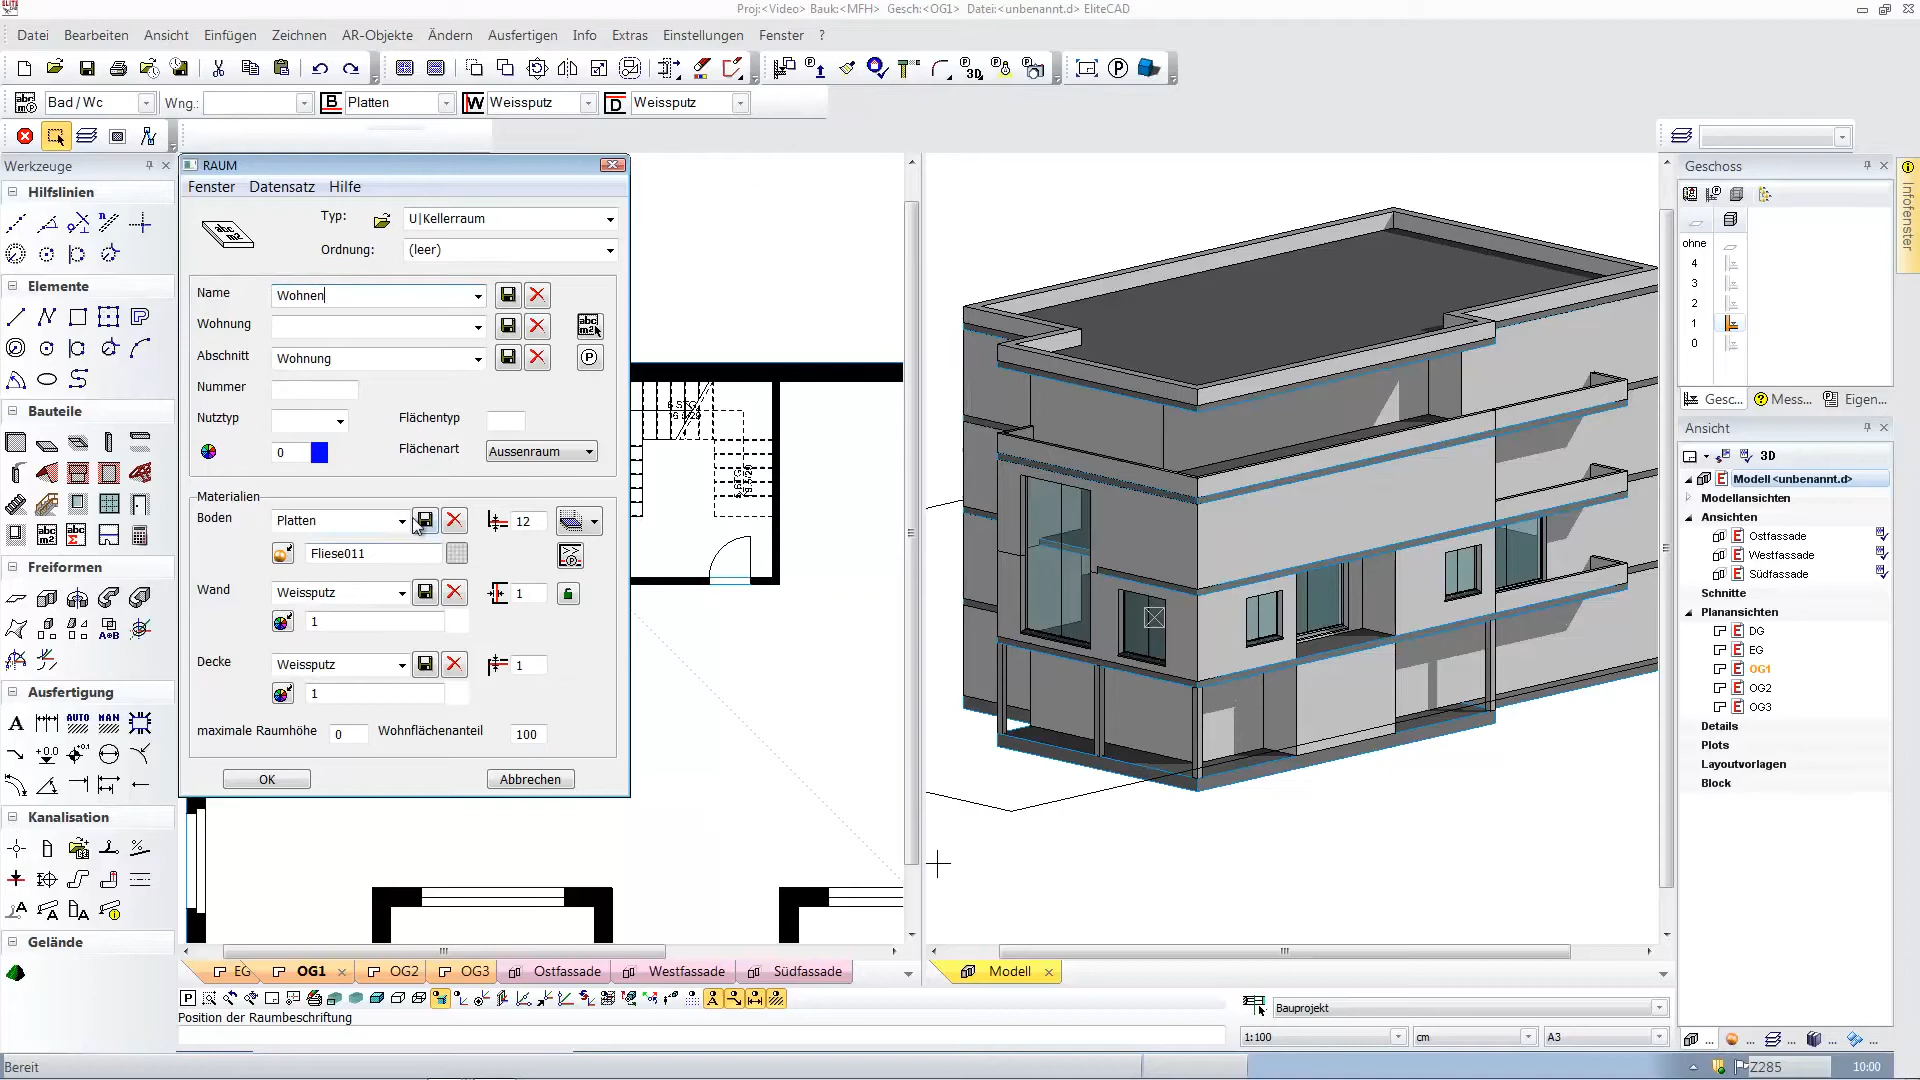 Proj:<Video> Bauk:<MFH> Gesch:<OG1> Datei:<unbenannt.d> EliteCAD
Datei Bearbeiten Ansicht Einfügen Zeichnen AR-Objekte Ändern Ausfertigen Info Extras Einstellungen Fenster ?
Bad / Wc Wng.: B Platten W Weissputz D Weissputz
Werkzeuge
Hilfslinien
Elemente
Bauteile
Freiformen
Ausfertigung
AUTO MAN
Kanalisation
Gelände
RAUM
Fenster Datensatz Hilfe
Typ: U|Kellerraum
Ordnung: (leer)
Name Wohnen
Wohnung
Abschnitt Wohnung
Nummer
Nutztyp Flächentyp
0 Flächenart Aussenraum
Materialien
Boden Platten 12
Fliese011
Wand Weissputz 1
1
Decke Weissputz 1
1
maximale Raumhöhe 0 Wohnflächenanteil 100
OK Abbrechen
EG OG1 OG2 OG3 Ostfassade Westfassade Südfassade
Modell
Position der Raumbeschriftung
Bauprojekt
1:100 cm A3
Geschoss
ohne
4
3
2
1
0
Gesc... Mess... Eigen...
Ansicht
3D
Modell <unbenannt.d>
Modellansichten
Ansichten
Ostfassade
Westfassade
Südfassade
Schnitte
Planansichten
DG
EG
OG1
OG2
OG3
Details
Plots
Layoutvorlagen
Block
Infofenster
Bereit
Z285 10:00